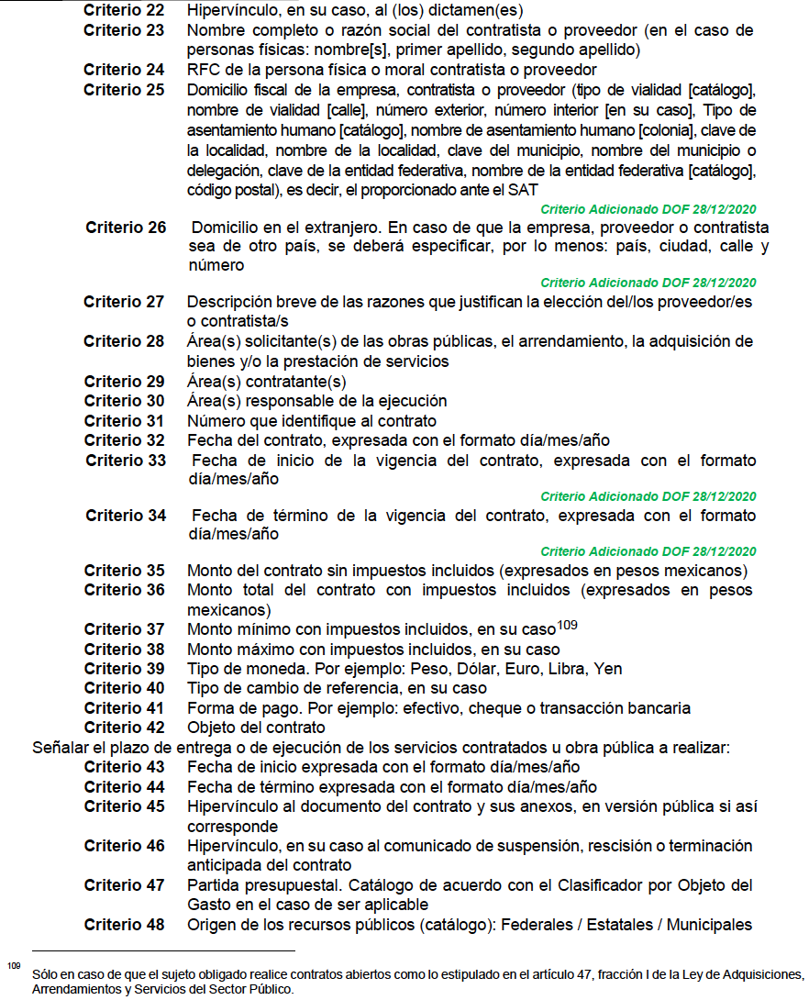 Criterio 22 Hipervínculo, en su caso, al (los) dictamen(es)
Criterio 23 Nombre completo o razón social del contratista o proveedor (en el caso de
personas físicas: nombre[s], primer apellido, segundo apellido)
Criterio 24 RFC de la persona física o moral contratista o proveedor
Criterio 25 Domicilio fiscal de la empresa, contratista o proveedor (tipo de vialidad [catálogo],
nombre de vialidad [calle], número exterior, número interior [en su caso], Tipo de
asentamiento humano [catálogo], nombre de asentamiento humano [colonia], clave de
la localidad, nombre de la localidad, clave del municipio, nombre del municipio o
delegación, clave de la entidad federativa, nombre de la entidad federativa [catálogo],
código postal), es decir, el proporcionado ante el SAT
Criterio Adicionado DOF 28/12/2020
Criterio 26 Domicilio en el extranjero. En caso de que la empresa, proveedor o contratista
sea de otro país, se deberá especificar, por lo menos: país, ciudad, calle y
número
Criterio Adicionado DOF 28/12/2020
Criterio 27 Descripción breve de las razones que justifican la elección del/los proveedor/es
o contratista/s
Criterio 28 Área(s) solicitante(s) de las obras públicas, el arrendamiento, la adquisición de
bienes y/o la prestación de servicios
Criterio 29 Área(s) contratante(s)
Criterio 30 Área(s) responsable de la ejecución
Criterio 31 Número que identifique al contrato
Criterio 32 Fecha del contrato, expresada con el formato día/mes/año
Criterio 33 Fecha de inicio de la vigencia del contrato, expresada con el formato
día/mes/año
Criterio Adicionado DOF 28/12/2020
Criterio 34 Fecha de término de la vigencia del contrato, expresada con el formato
día/mes/año
Criterio Adicionado DOF 28/12/2020
Criterio 35 Monto del contrato sin impuestos incluidos (expresados en pesos mexicanos)
Criterio 36 Monto total del contrato con impuestos incluidos (expresados en pesos
mexicanos)
Criterio 37 Monto mínimo con impuestos incluidos, en su caso109
Criterio 38 Monto máximo con impuestos incluidos, en su caso
Criterio 39 Tipo de moneda. Por ejemplo: Peso, Dólar, Euro, Libra, Yen
Criterio 40 Tipo de cambio de referencia, en su caso
Criterio 41 Forma de pago. Por ejemplo: efectivo, cheque o transacción bancaria
Criterio 42 Objeto del contrato
Señalar el plazo de entrega o de ejecución de los servicios contratados u obra pública a realizar:
Criterio 43 Fecha de inicio expresada con el formato día/mes/año
Criterio 44 Fecha de término expresada con el formato día/mes/año
Criterio 45 Hipervínculo al documento del contrato y sus anexos, en versión pública si así
corresponde
Criterio 46 Hipervínculo, en su caso al comunicado de suspensión, rescisión o terminación
anticipada del contrato
Criterio 47 Partida presupuestal. Catálogo de acuerdo con el Clasificador por Objeto del
Gasto en el caso de ser aplicable
Criterio 48 Origen de los recursos públicos (catálogo): Federales / Estatales / Municipales
109 Sólo en caso de que el sujeto obligado realice contratos abiertos como lo estipulado en el artículo 47, fracción I de la Ley de Adquisiciones,
Arrendamientos y Servicios del Sector Público.